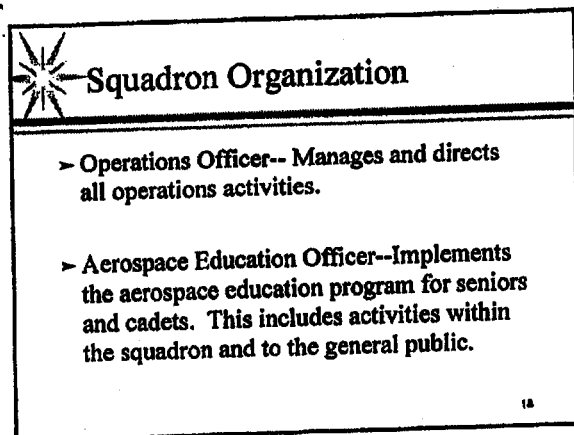 Squadron Organization
➢ Operations Officer-- Manages and directs
all operations activities.
➢ Aerospace Education Officer--Implements
the aerospace education program for seniors
and cadets. This includes activities within
the squadron and to the general public.